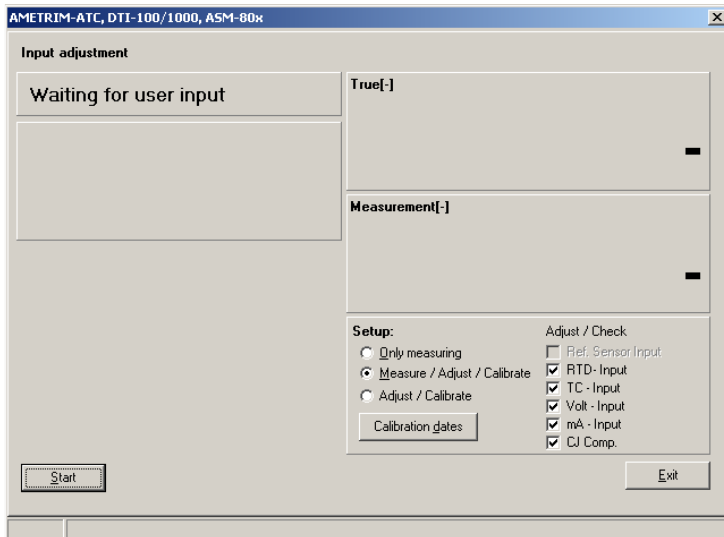 AMETRIM-ATC, DTI-100/1000, ASM-80x
Input adjustment
Waiting for user input
True[-]
-
Measurement[-]
-
Setup:
Only measuring
Measure / Adjust / Calibrate
Adjust / Calibrate
Calibration dates
Adjust / Check
Ref. Sensor Input
RTD- Input
TC - Input
Volt - Input
mA - Input
CJ Comp.
Start
Exit